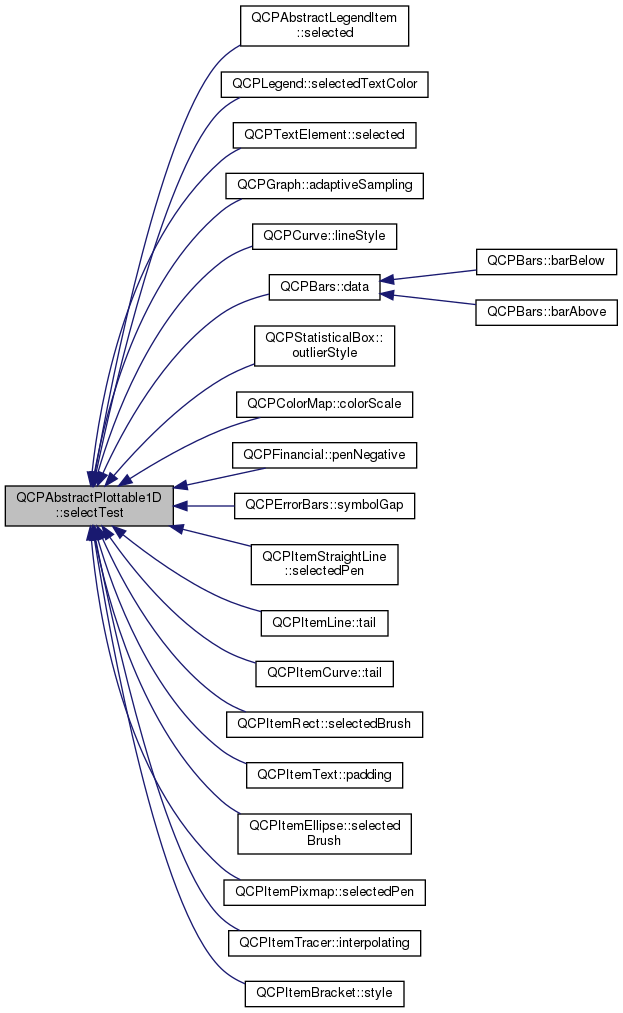 QCPAbstractLegendItem
::selected
QCPLegend::selectedTextColor
QCPTextElement::selected
QCPGraph::adaptiveSampling
QCPCurve::lineStyle
QCPBars::data
QCPBars::barBelow
QCPBars::barAbove
QCPStatisticalBox::
outlierStyle
QCPColorMap::colorScale
QCPFinancial::penNegative
QCPAbstractPlottable1D
::selectTest
QCPErrorBars::symbolGap
QCPItemStraightLine
::selectedPen
QCPItemLine::tail
QCPItemCurve::tail
QCPItemRect::selectedBrush
QCPItemText::padding
QCPItemEllipse::selected
Brush
QCPItemPixmap::selectedPen
QCPItemTracer::interpolating
QCPItemBracket::style